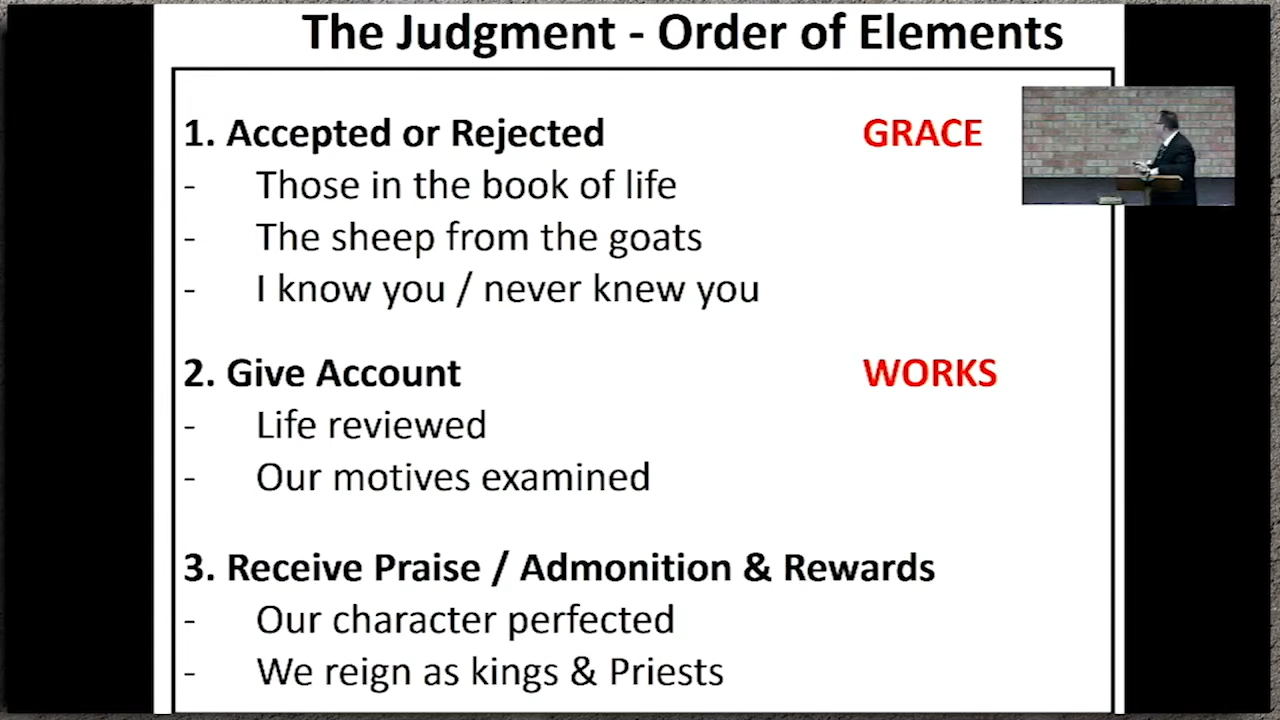 The Judgment - Order of Elements
1. Accepted or Rejected GRACE
- Those in the book of life
- The sheep from the goats
- I know you / never knew you
2. Give Account WORKS
- Life reviewed
- Our motives examined
3. Receive Praise / Admonition & Rewards
- Our character perfected
- We reign as kings & Priests